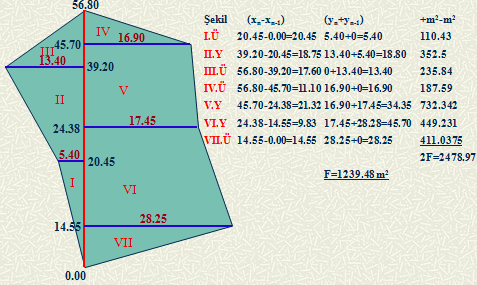 56.80
IV
45.70
16.90
III
13.40
39.20
II
V
17.45
24.38
5.40
20.45
I
VI
28.25
14.55
VII
0.00
Şekil (xn-xn-1) (yn+yn-1) +m²-m²
I.Ü 20.45-0.00=20.45 5.40+0=5.40 110.43
II.Y 39.20-20.45=18.75 13.40+5.40=18.80 352.5
III.Ü 56.80-39.20=17.60 0+13.40=13.40 235.84
IV.Ü 56.80-45.70=11.10 16.90+0=16.90 187.59
V.Y 45.70-24.38=21.32 16.90+17.45=34.35 732.342
VI.Y 24.38-14.55=9.83 17.45+28.28=45.70 449.231
VII.Ü 14.55-0.00=14.55 28.25+0=28.25 411.0375
2F=2478.97
F=1239.48 m²